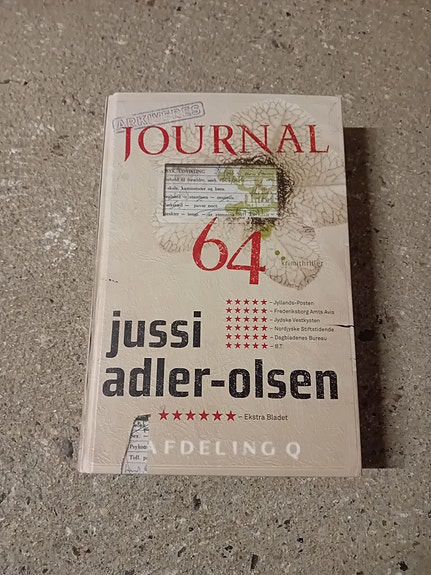 ARKIVERES
JOURNAL
64
krimithriller
★★★★★★ – Jyllands-Posten
★★★★★★ – Frederiksborg Amts Avis
★★★★★★ – Jydske Vestkysten
★★★★★★ – Nordjyske Stiftstidende
★★★★★★ – Dagbladenes Bureau
★★★★★★ – B.T.
jussi
adler-olsen
★★★★★★ – Ekstra Bladet
AFDELING Q